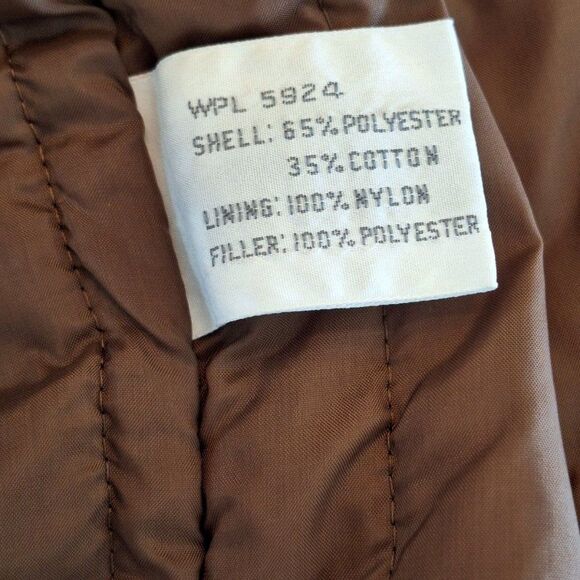 WPL 5924
SHELL: 65% POLYESTER
35% COTTON
LINING: 100% NYLON
FILLER: 100% POLYESTER